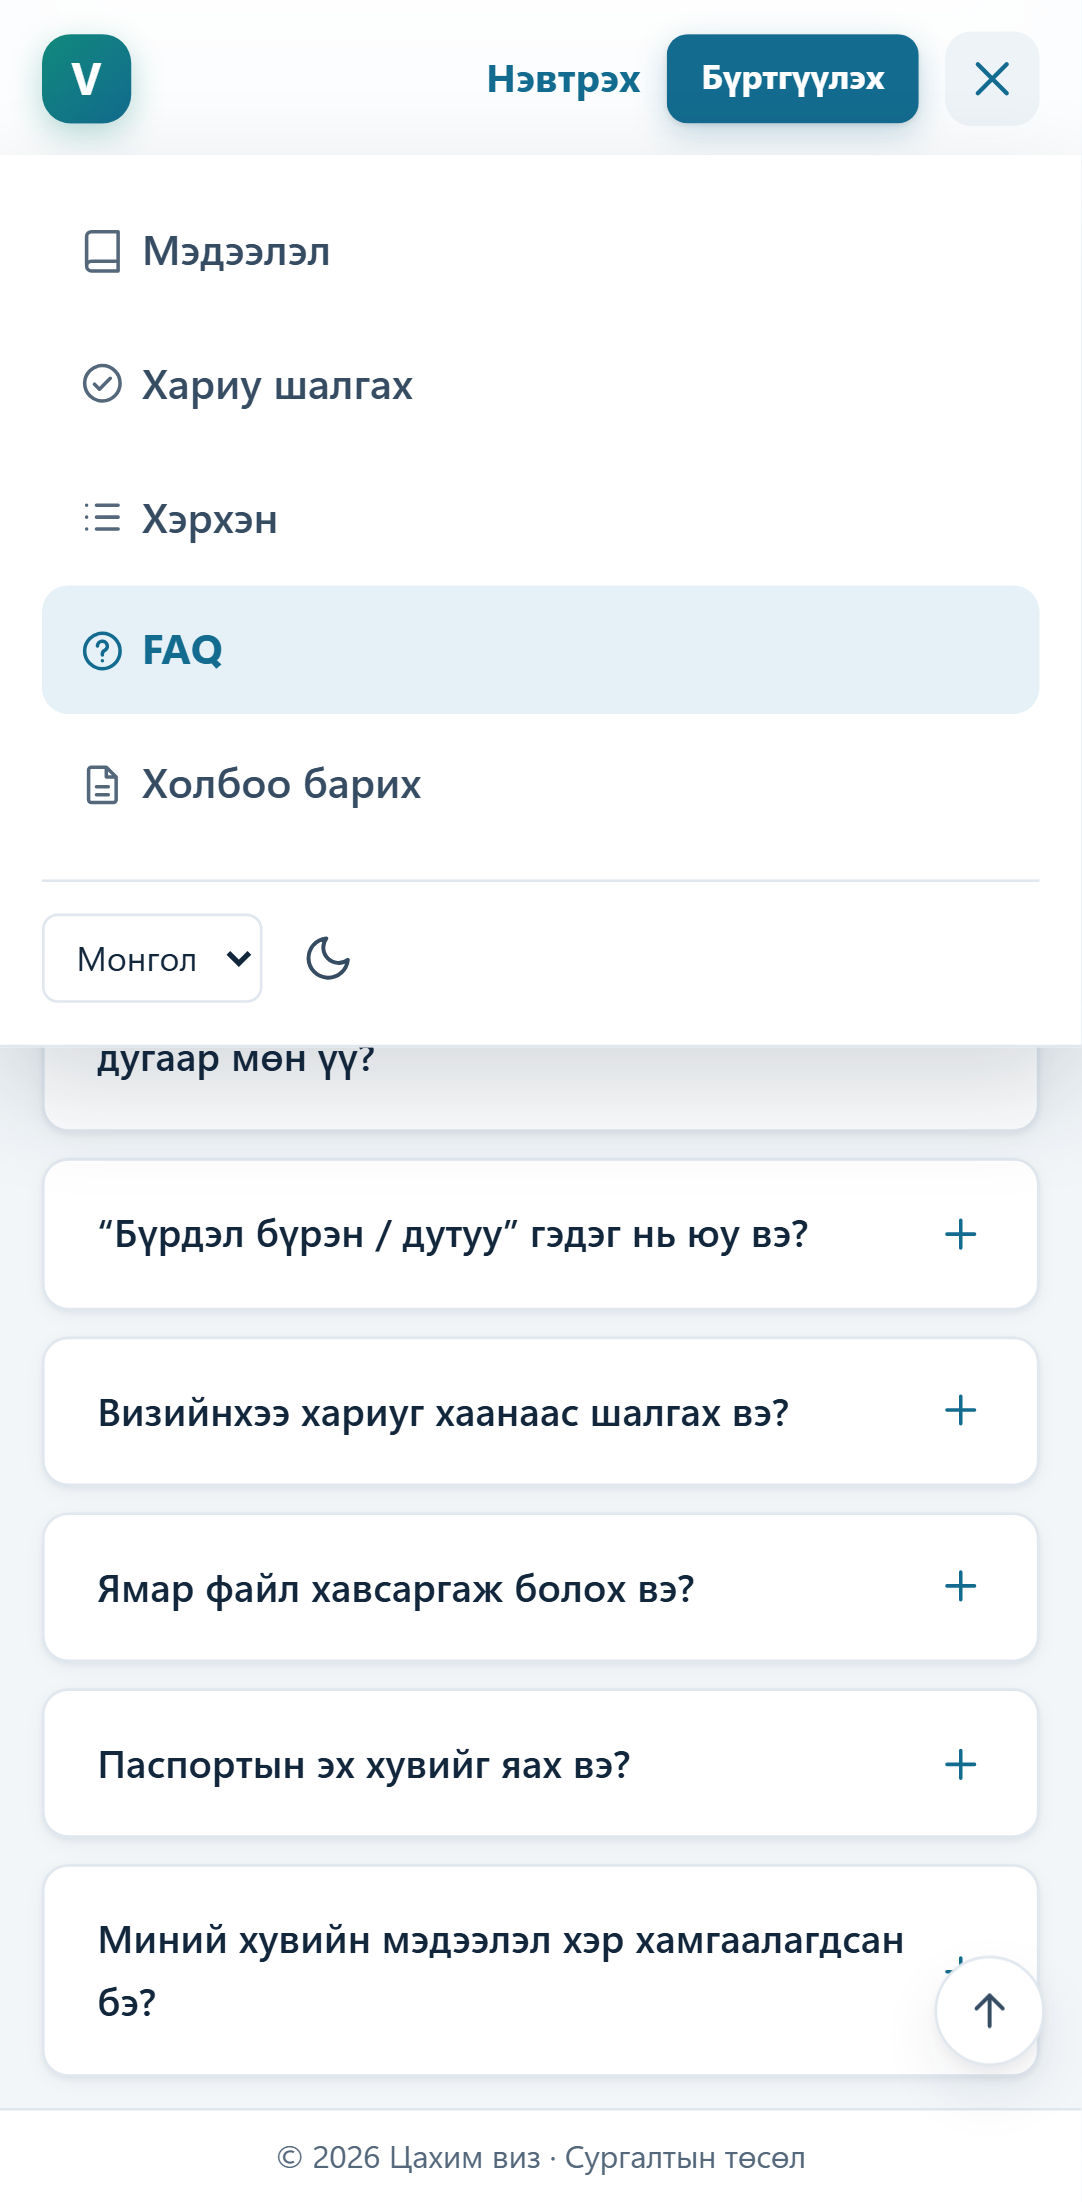 V
Нэвтрэх
Бүртгүүлэх
Мэдээлэл
Хариу шалгах
Хэрхэн
FAQ
Холбоо барих
Монгол
дугаар мөн үү?
“Бүрдэл бүрэн / дутуу” гэдэг нь юу вэ?
Визийнхээ хариуг хаанаас шалгах вэ?
Ямар файл хавсаргаж болох вэ?
Паспортын эх хувийг яах вэ?
Миний хувийн мэдээлэл хэр хамгаалагдсан
бэ?
© 2026 Цахим виз · Сургалтын төсөл